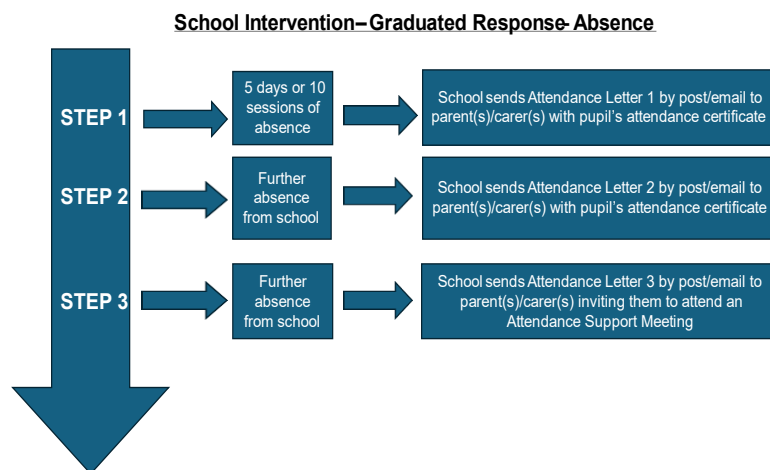 School Intervention–Graduated Response- Absence
STEP 1
5 days or 10
sessions of
absence
School sends Attendance Letter 1 by post/email to
parent(s)/carer(s) with pupil's attendance certificate
STEP 2
Further
absence
from school
School sends Attendance Letter 2 by post/email to
parent(s)/carer(s) with pupil's attendance certificate
STEP 3
Further
absence
from school
School sends Attendance Letter 3 by post/email to
parent(s)/carer(s) inviting them to attend an
Attendance Support Meeting